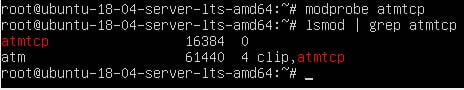 root@ubuntu-18-04-server-lts-amd64:~# modprobe atmtcp
root@ubuntu-18-04-server-lts-amd64:~# lsmod | grep atmtcp
atmtcp                 16384  0
atm                    61440  4 clip,atmtcp
root@ubuntu-18-04-server-lts-amd64:~# _